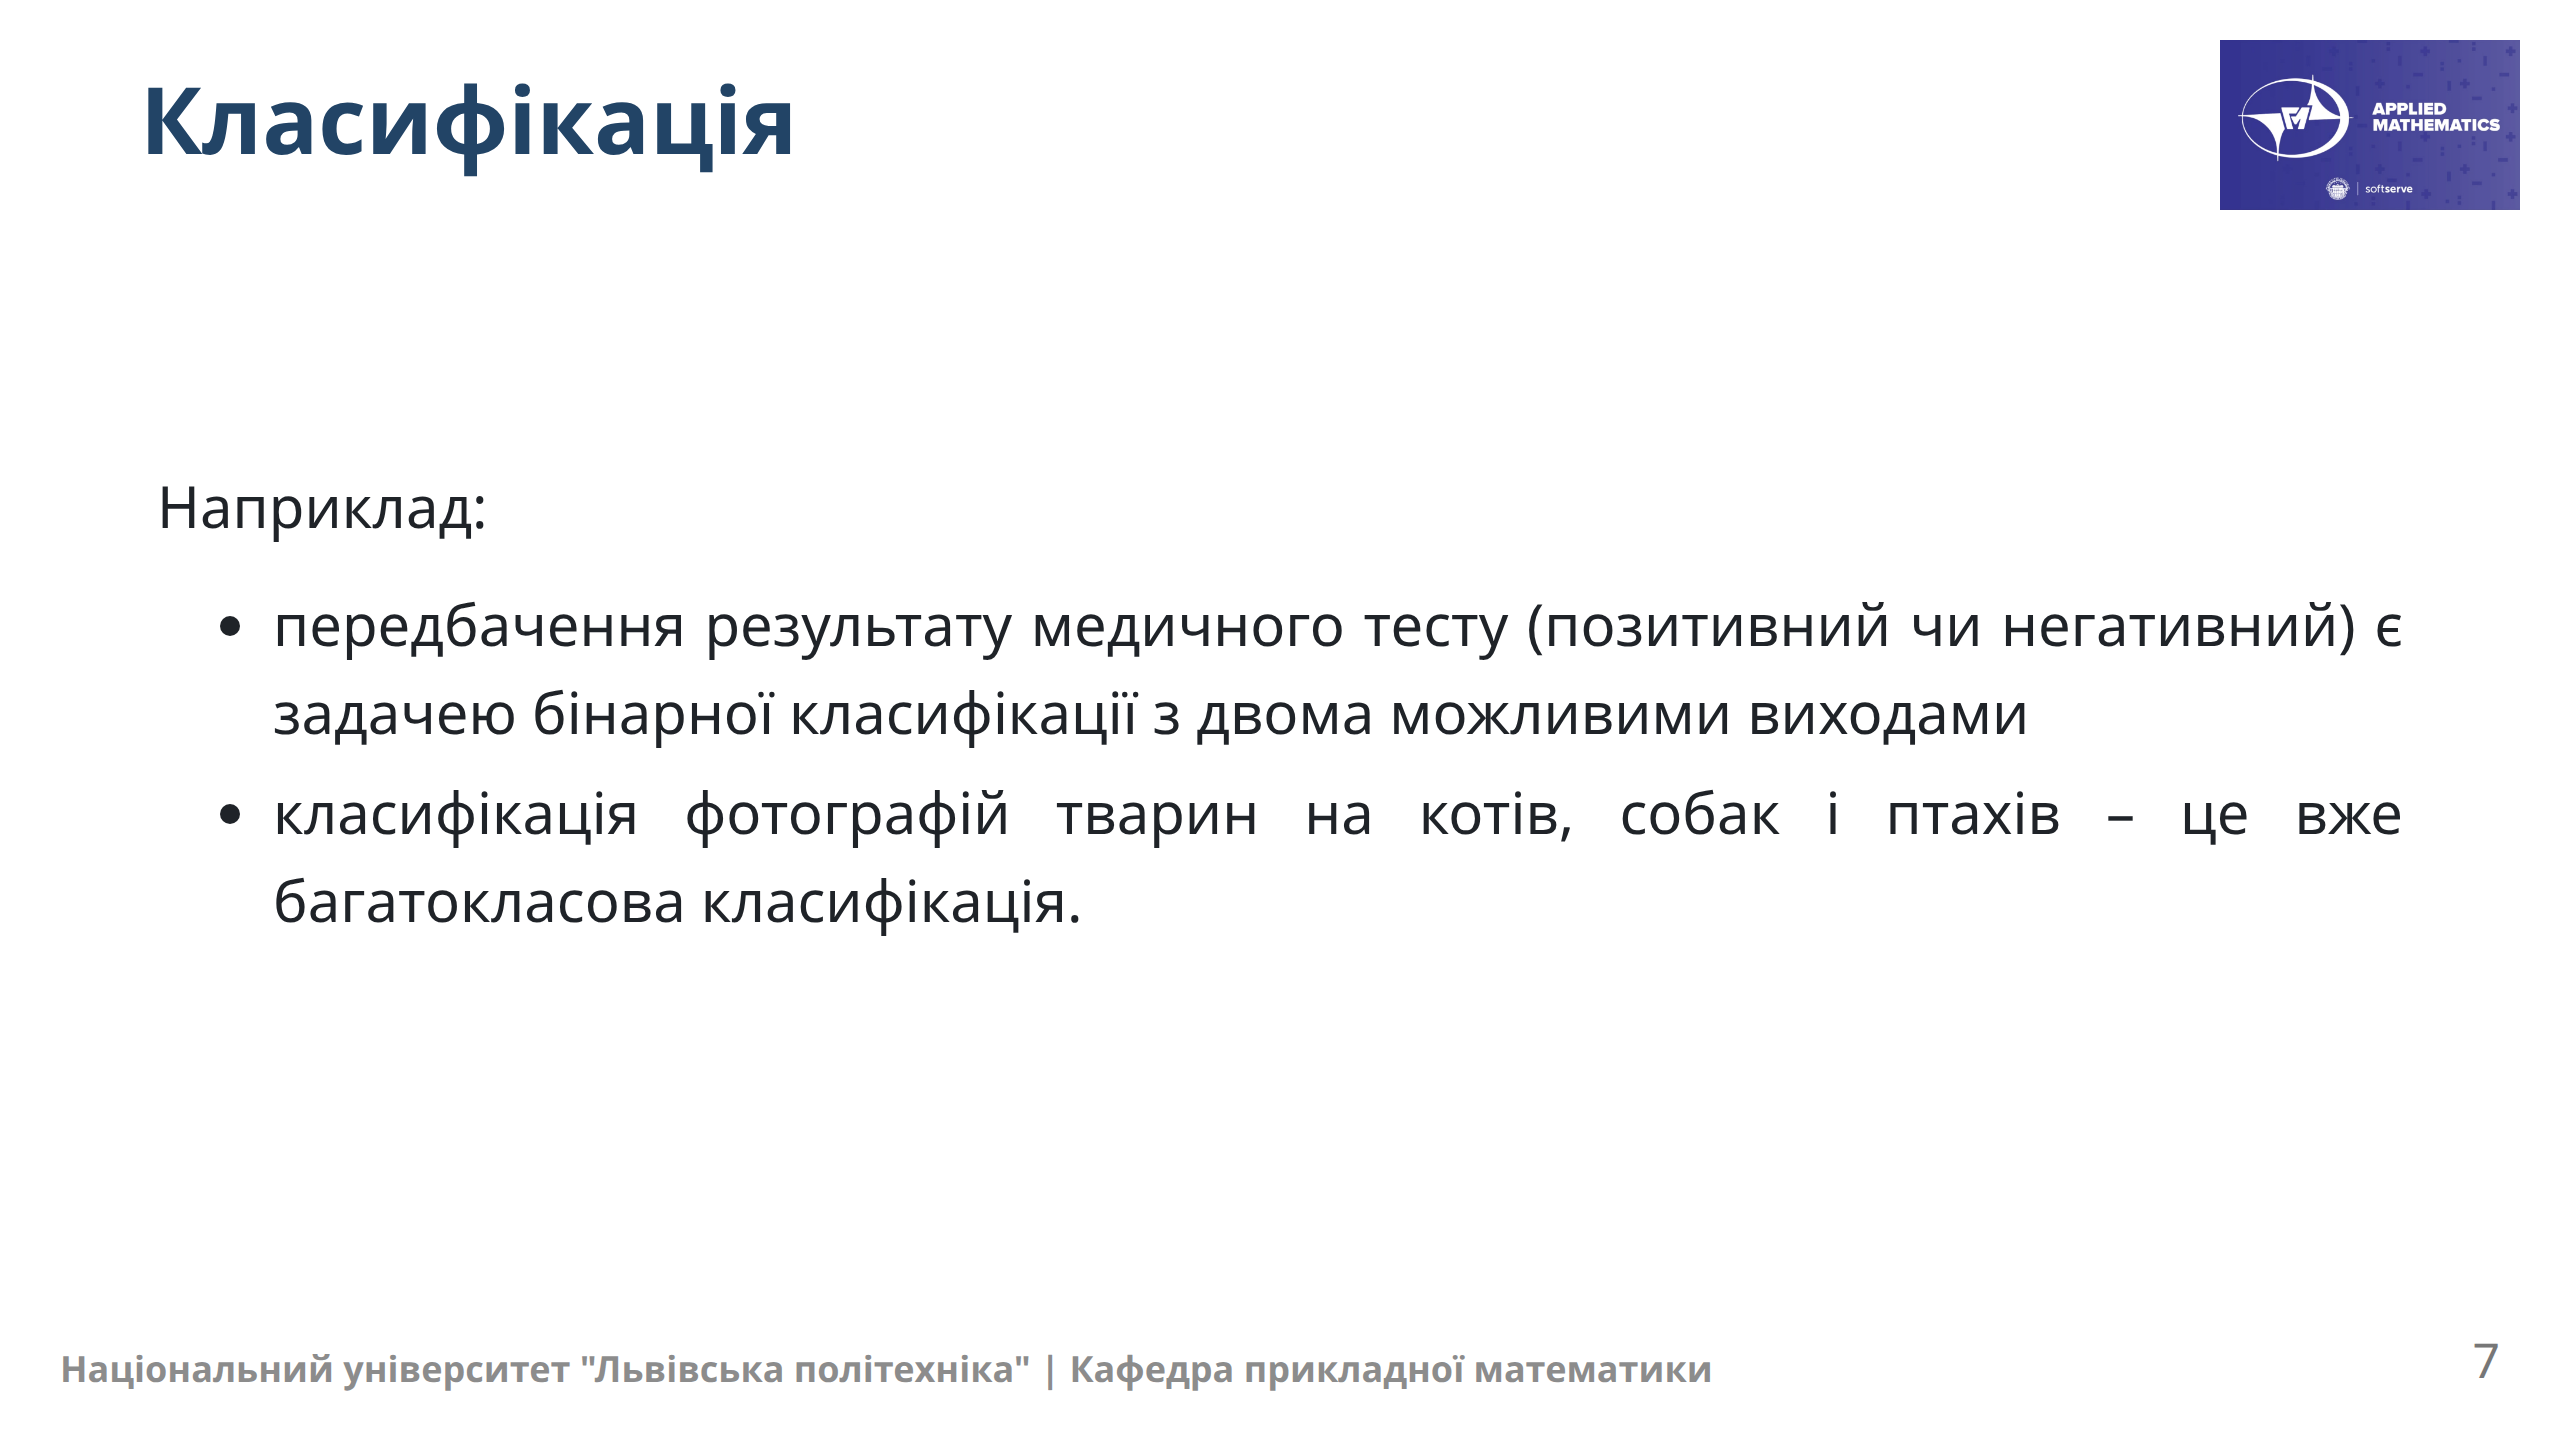 Класифікація
APPLIED
MATHEMATICS
softserve
Наприклад:
• передбачення результату медичного тесту (позитивний чи негативний) є
задачею бінарної класифікації з двома можливими виходами
• класифікація фотографій тварин на котів, собак і птахів – це вже
багатокласова класифікація.
Національний університет "Львівська політехніка" | Кафедра прикладної математики
7